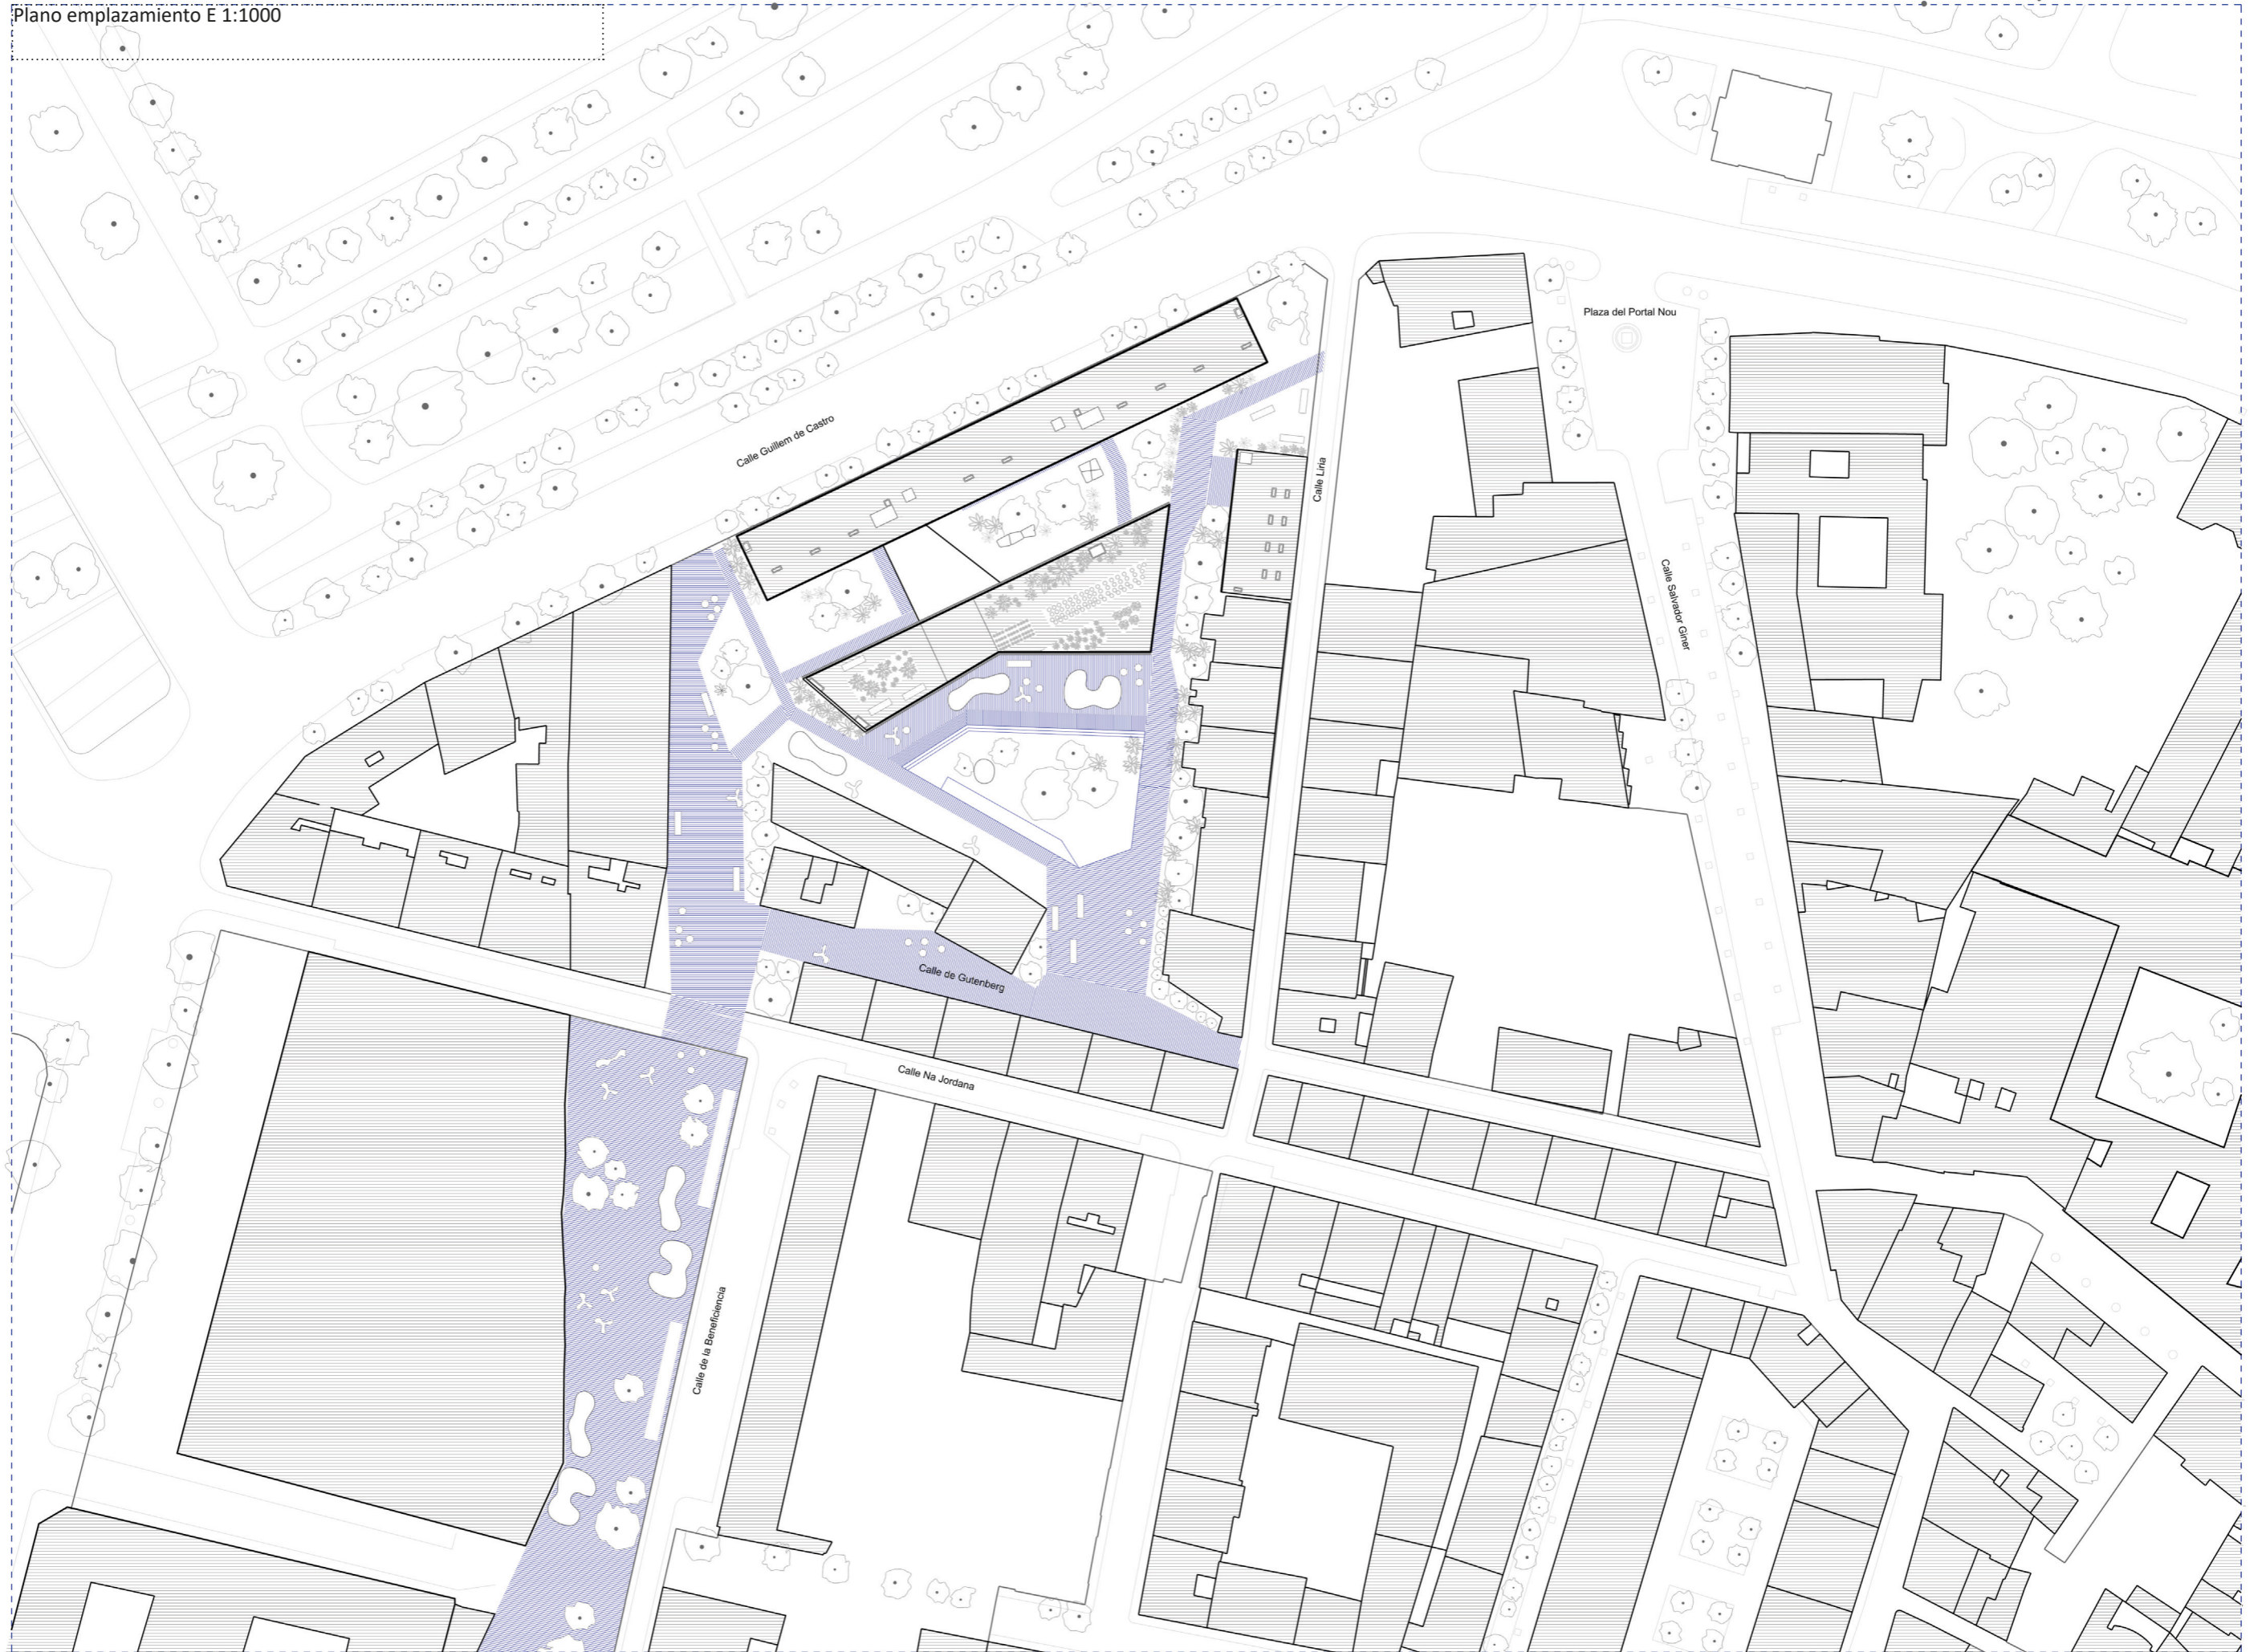 Plano emplazamiento E 1:1000
Plaza del Portal Nou
Calle Guillem de Castro
Calle Liria
Calle Salvador Giner
Calle de Gutenberg
Calle Na Jordana
Calle de la Beneficiencia